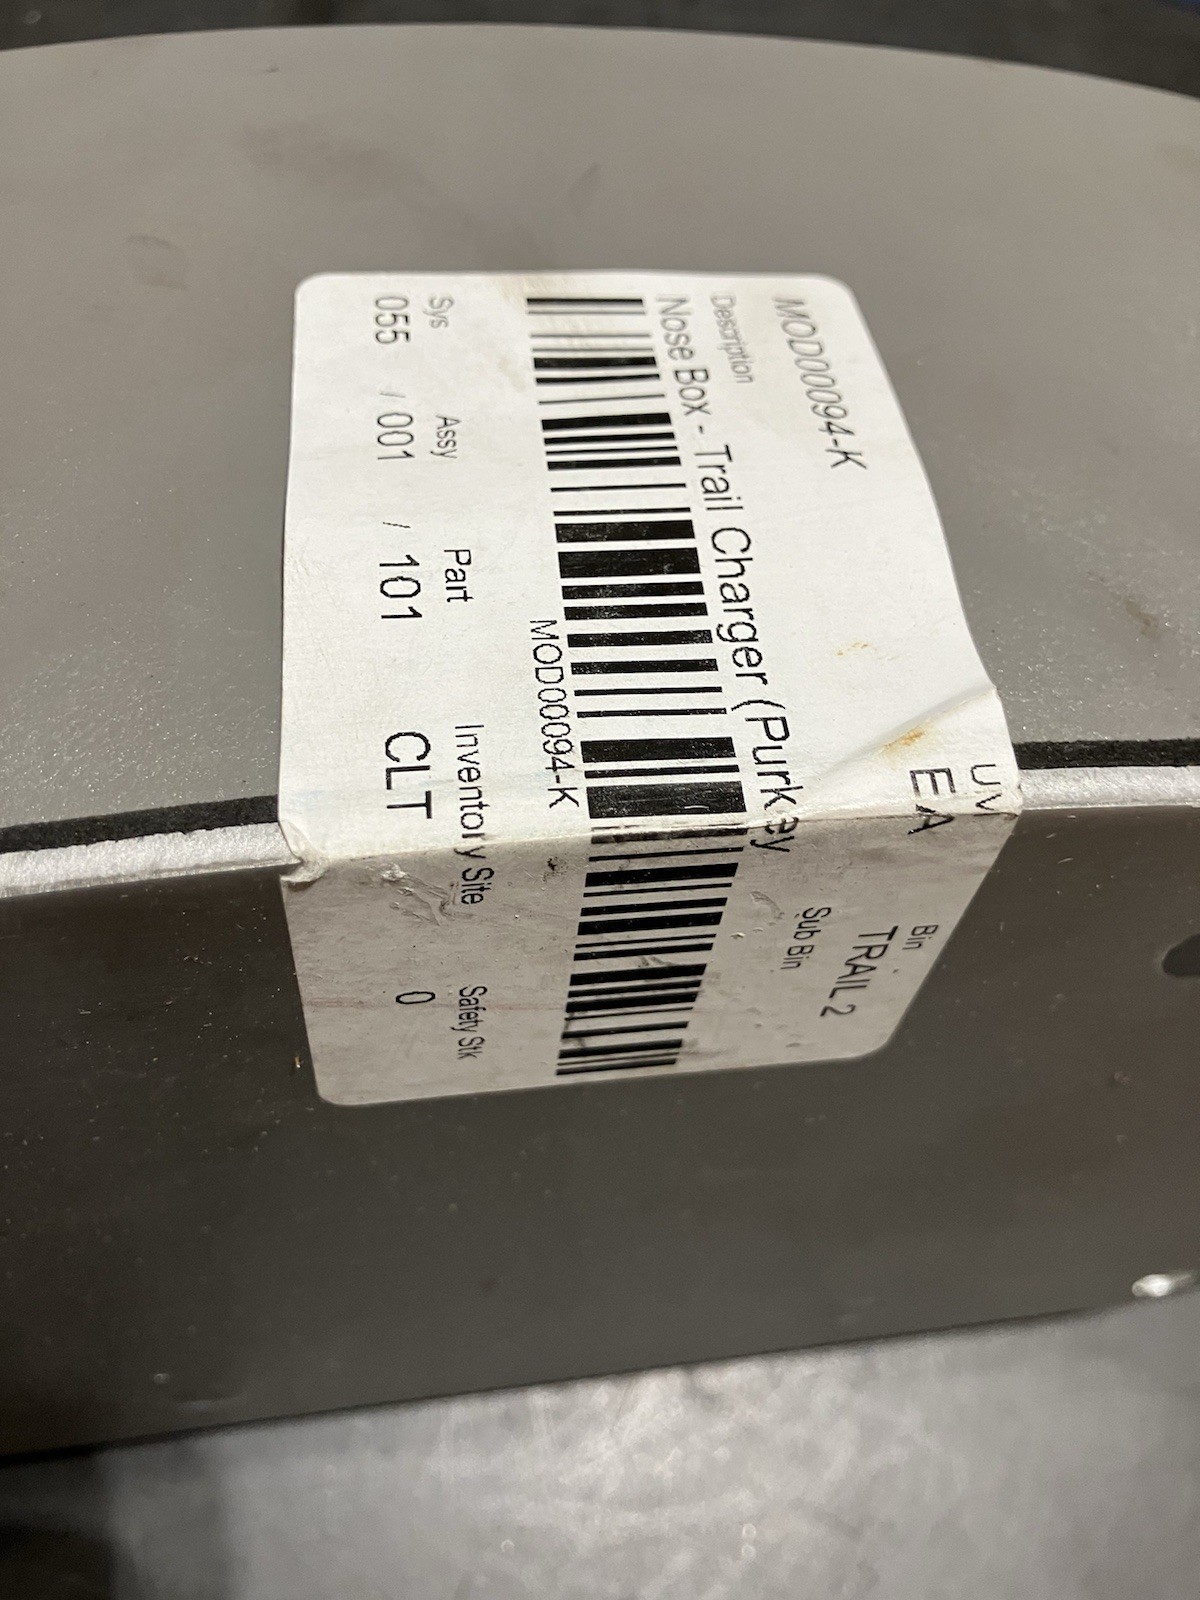 MOD00094-K
UV
EA
Bin
TRAIL 2
Description
Nose Box - Trail Charger (Purkey
Sub Bin
MOD00094-K
Sys Assy Part Inventory Site Safety Stk
055 / 001 / 101 CLT 0